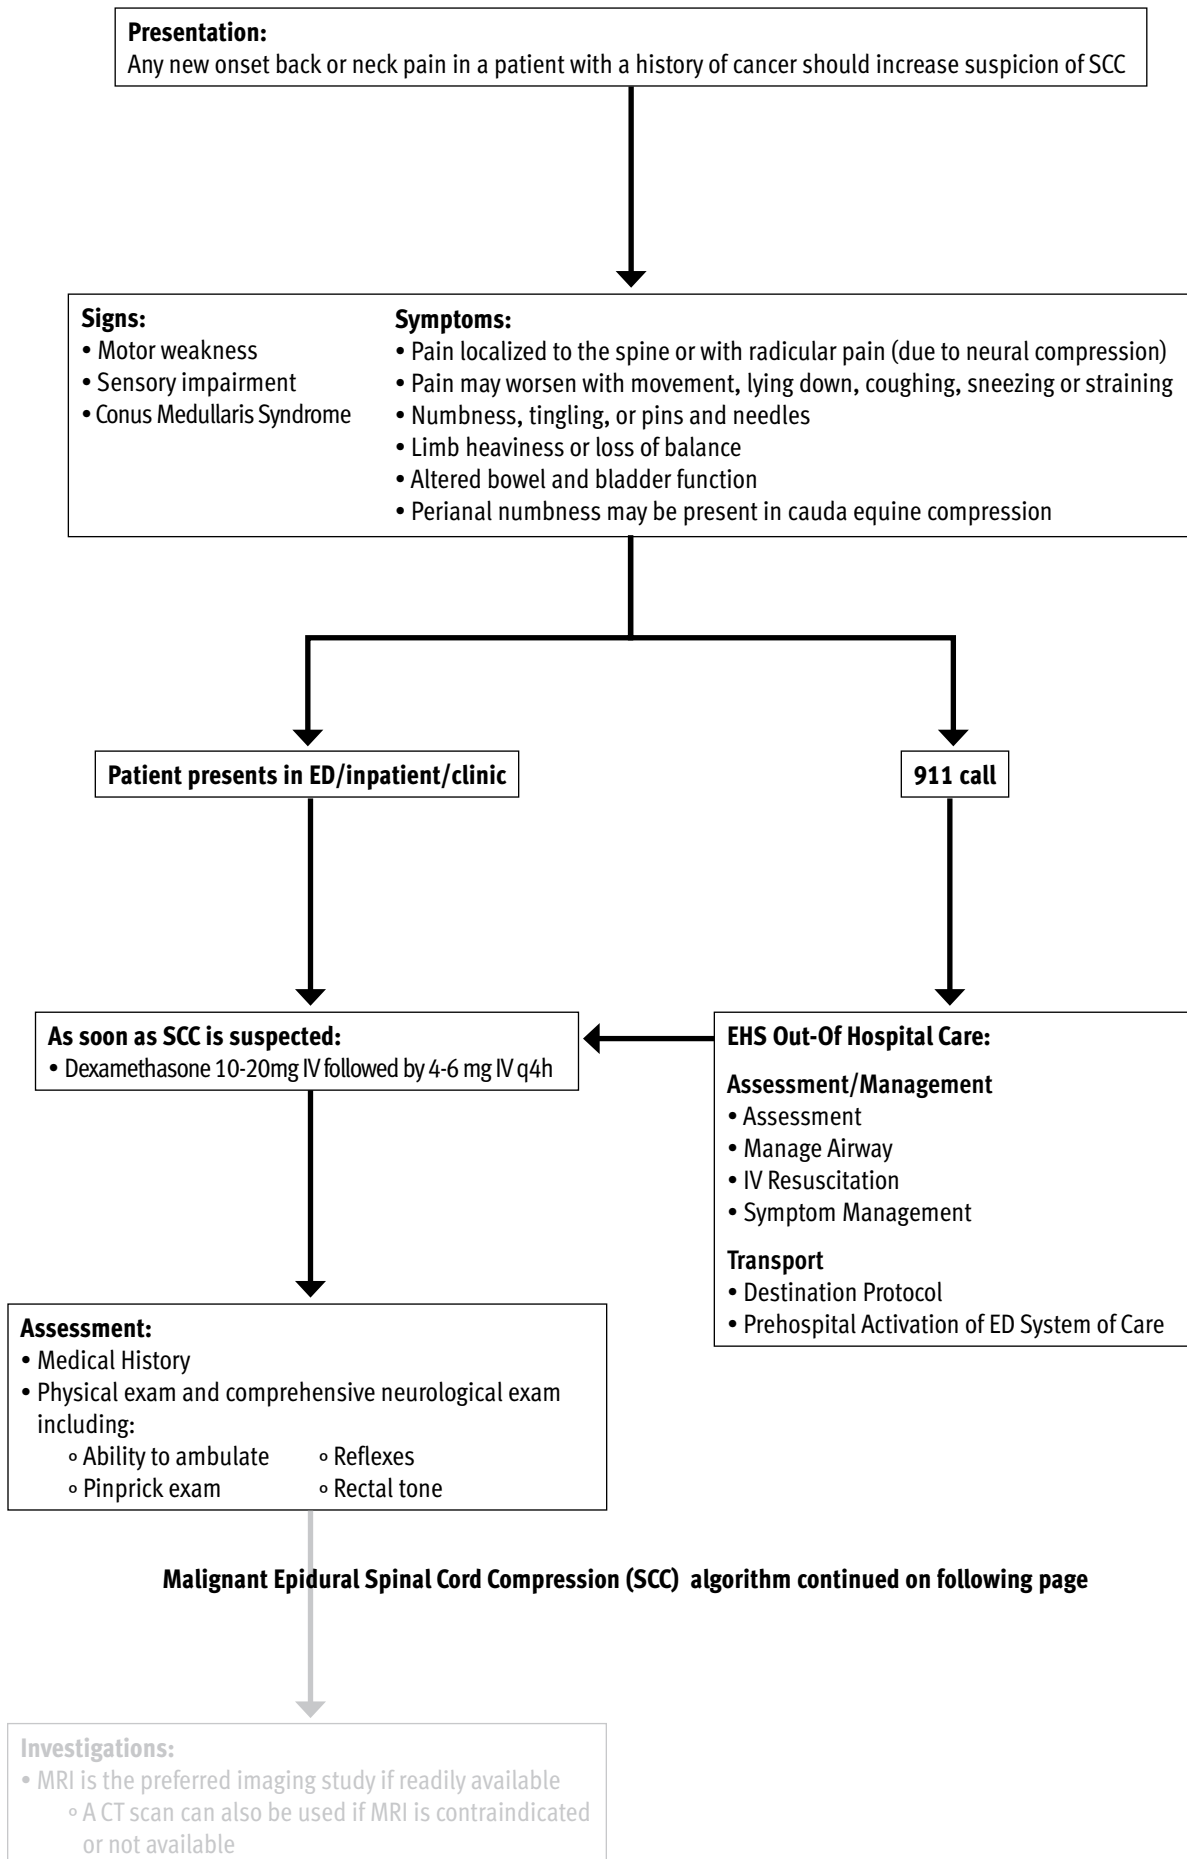 Presentation:
Any new onset back or neck pain in a patient with a history of cancer should increase suspicion of SCC
Signs:
• Motor weakness
• Sensory impairment
• Conus Medullaris Syndrome
Symptoms:
• Pain localized to the spine or with radicular pain (due to neural compression)
• Pain may worsen with movement, lying down, coughing, sneezing or straining
• Numbness, tingling, or pins and needles
• Limb heaviness or loss of balance
• Altered bowel and bladder function
• Perianal numbness may be present in cauda equine compression
Patient presents in ED/inpatient/clinic
911 call
As soon as SCC is suspected:
• Dexamethasone 10-20mg IV followed by 4-6 mg IV q4h
EHS Out-Of Hospital Care:
Assessment/Management
• Assessment
• Manage Airway
• IV Resuscitation
• Symptom Management
Transport
• Destination Protocol
• Prehospital Activation of ED System of Care
Assessment:
• Medical History
• Physical exam and comprehensive neurological exam
including:
◦ Ability to ambulate ◦ Reflexes
◦ Pinprick exam ◦ Rectal tone
Malignant Epidural Spinal Cord Compression (SCC) algorithm continued on following page
Investigations:
• MRI is the preferred imaging study if readily available
◦ A CT scan can also be used if MRI is contraindicated
or not available